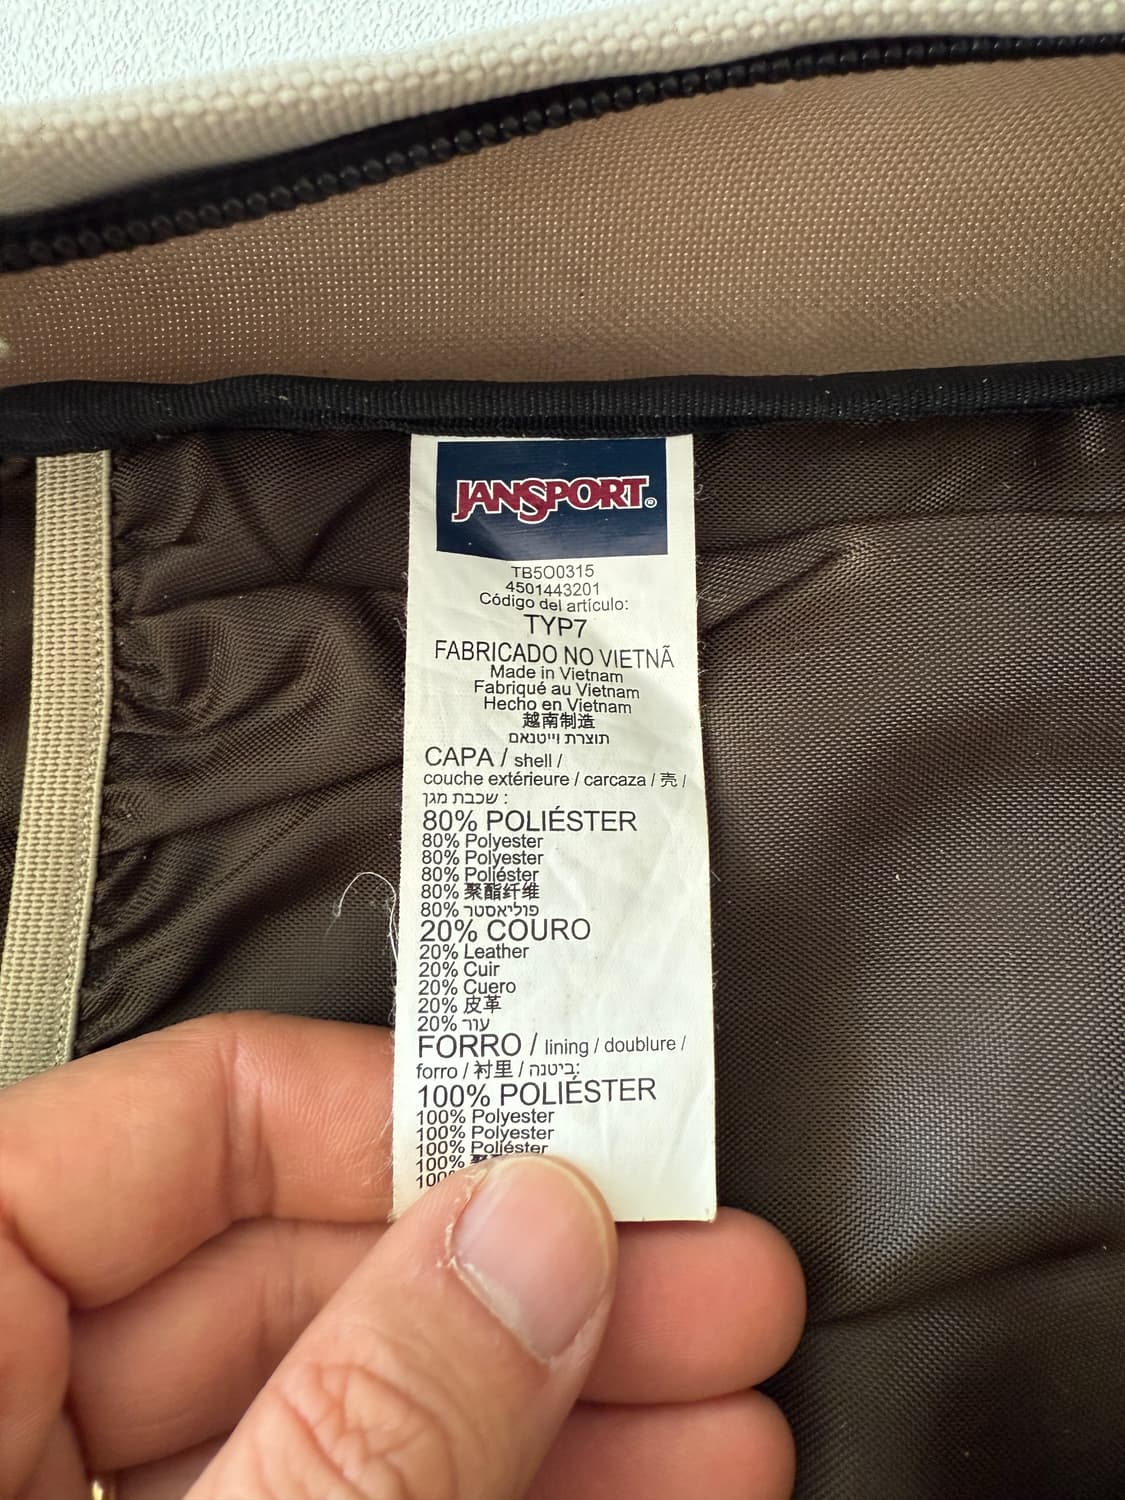 JANSPORT®
TB5O0315
4501443201
Código del artículo:
TYP7
FABRICADO NO VIETNÃ
Made in Vietnam
Fabriqué au Vietnam
Hecho en Vietnam
越南制造
תוצרת וייטנאם
CAPA / shell /
couche extérieure / carcaza / 壳 /
שכבת מגן :
80% POLIÉSTER
80% Polyester
80% Polyester
80% Poliéster
80% 聚酯纤维
80% פוליאסטר
20% COURO
20% Leather
20% Cuir
20% Cuero
20% 皮革
20% עור
FORRO / lining / doublure /
forro / 衬里 / ביטנה:
100% POLIÉSTER
100% Polyester
100% Polyester
100% Poliéster
100%